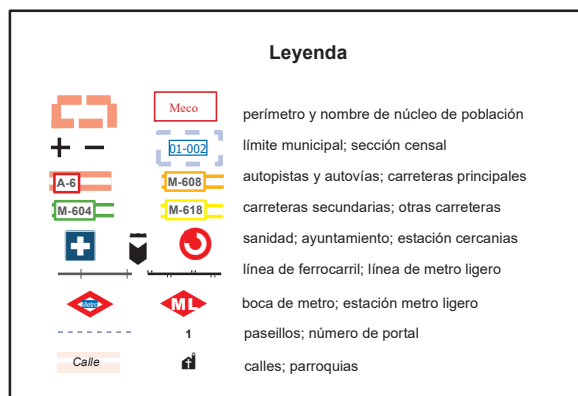 Leyenda
Meco perímetro y nombre de núcleo de población
01-002 límite municipal; sección censal
A-6 M-608 autopistas y autovías; carreteras principales
M-604 M-618 carreteras secundarias; otras carreteras
sanidad; ayuntamiento; estación cercanias
línea de ferrocarril; línea de metro ligero
Metro ML boca de metro; estación metro ligero
1 paseillos; número de portal
Calle calles; parroquias